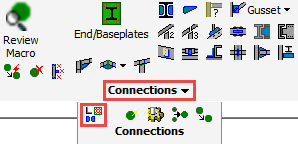 Review
Macro
End/Baseplates
Gusset
Connections
Connections